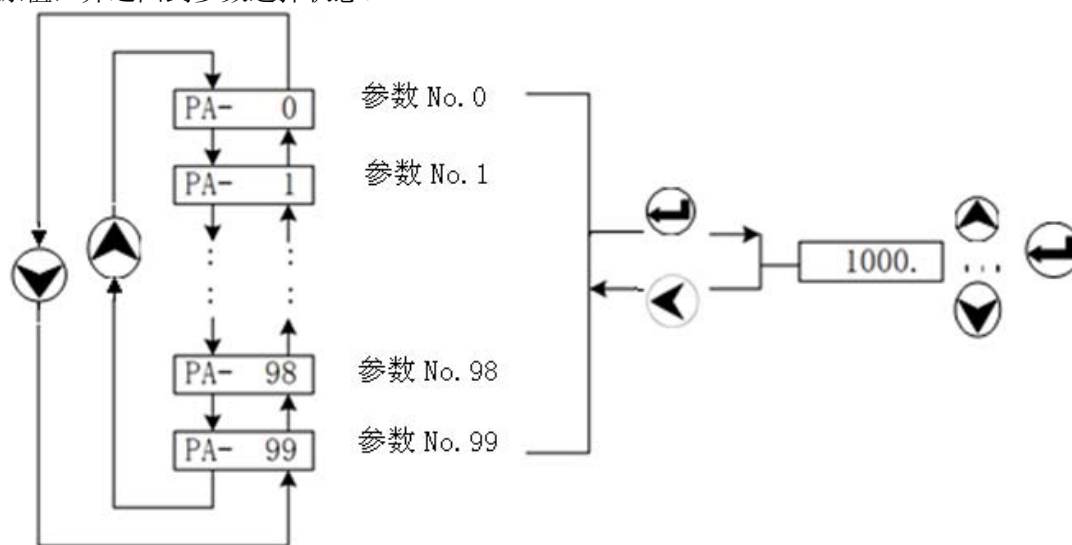 PA- 0 参数 No. 0
PA- 1 参数 No. 1
1000.
PA- 98 参数 No. 98
PA- 99 参数 No. 99